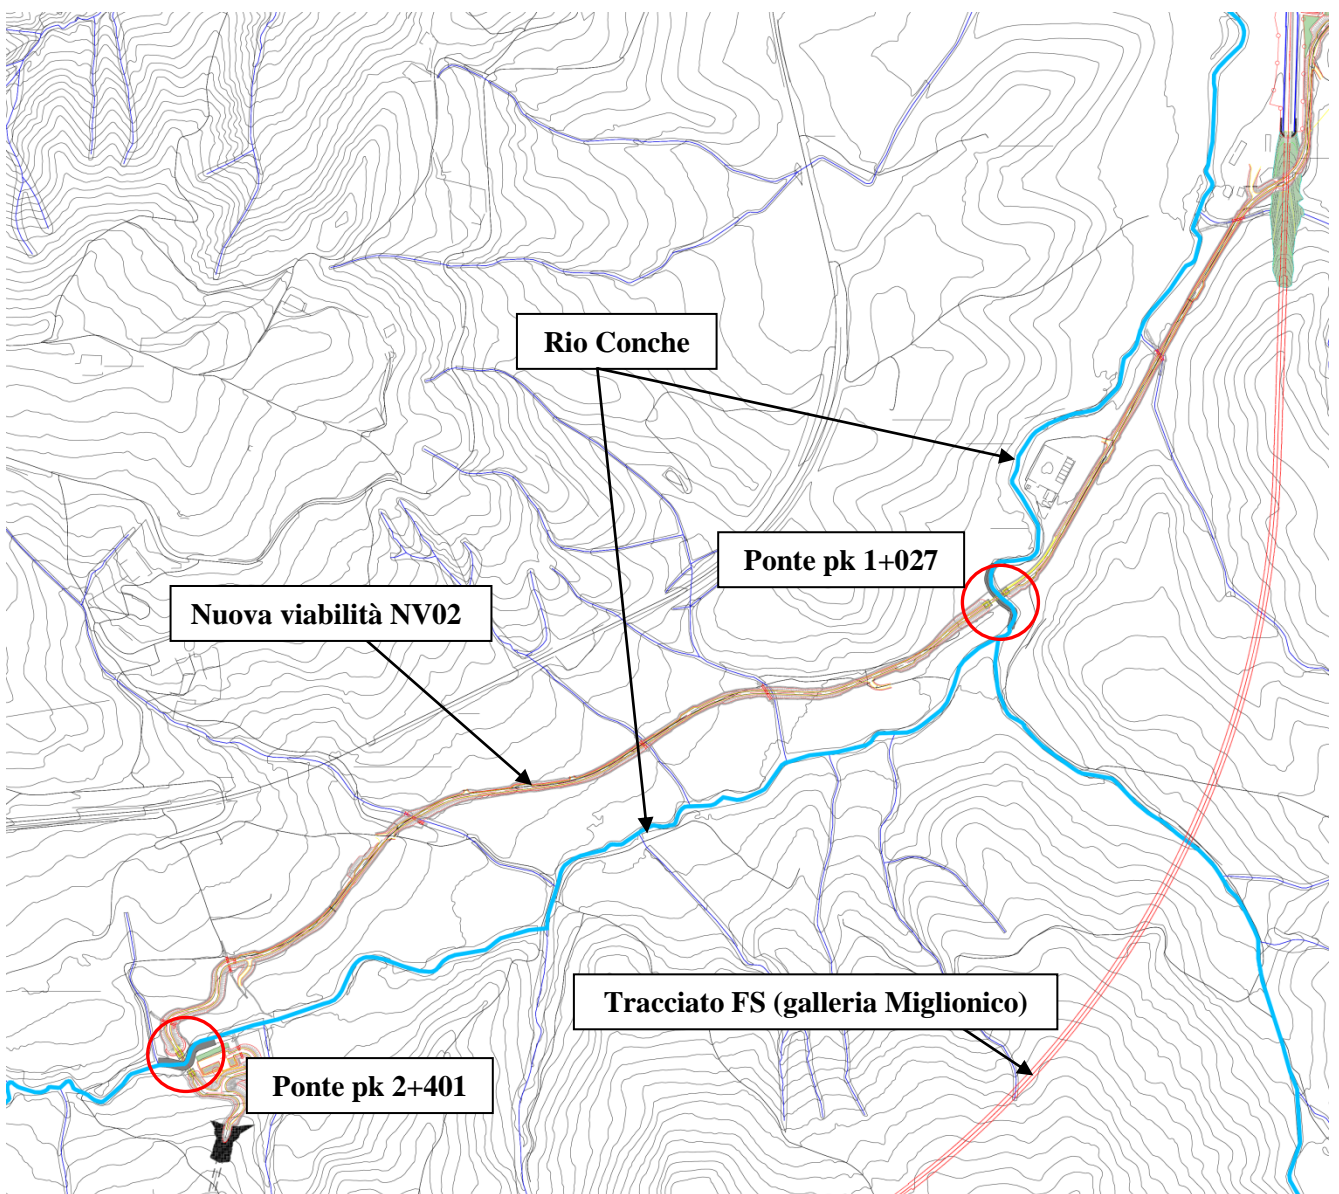 Rio Conche
Ponte pk 1+027
Nuova viabilità NV02
Tracciato FS (galleria Miglionico)
Ponte pk 2+401